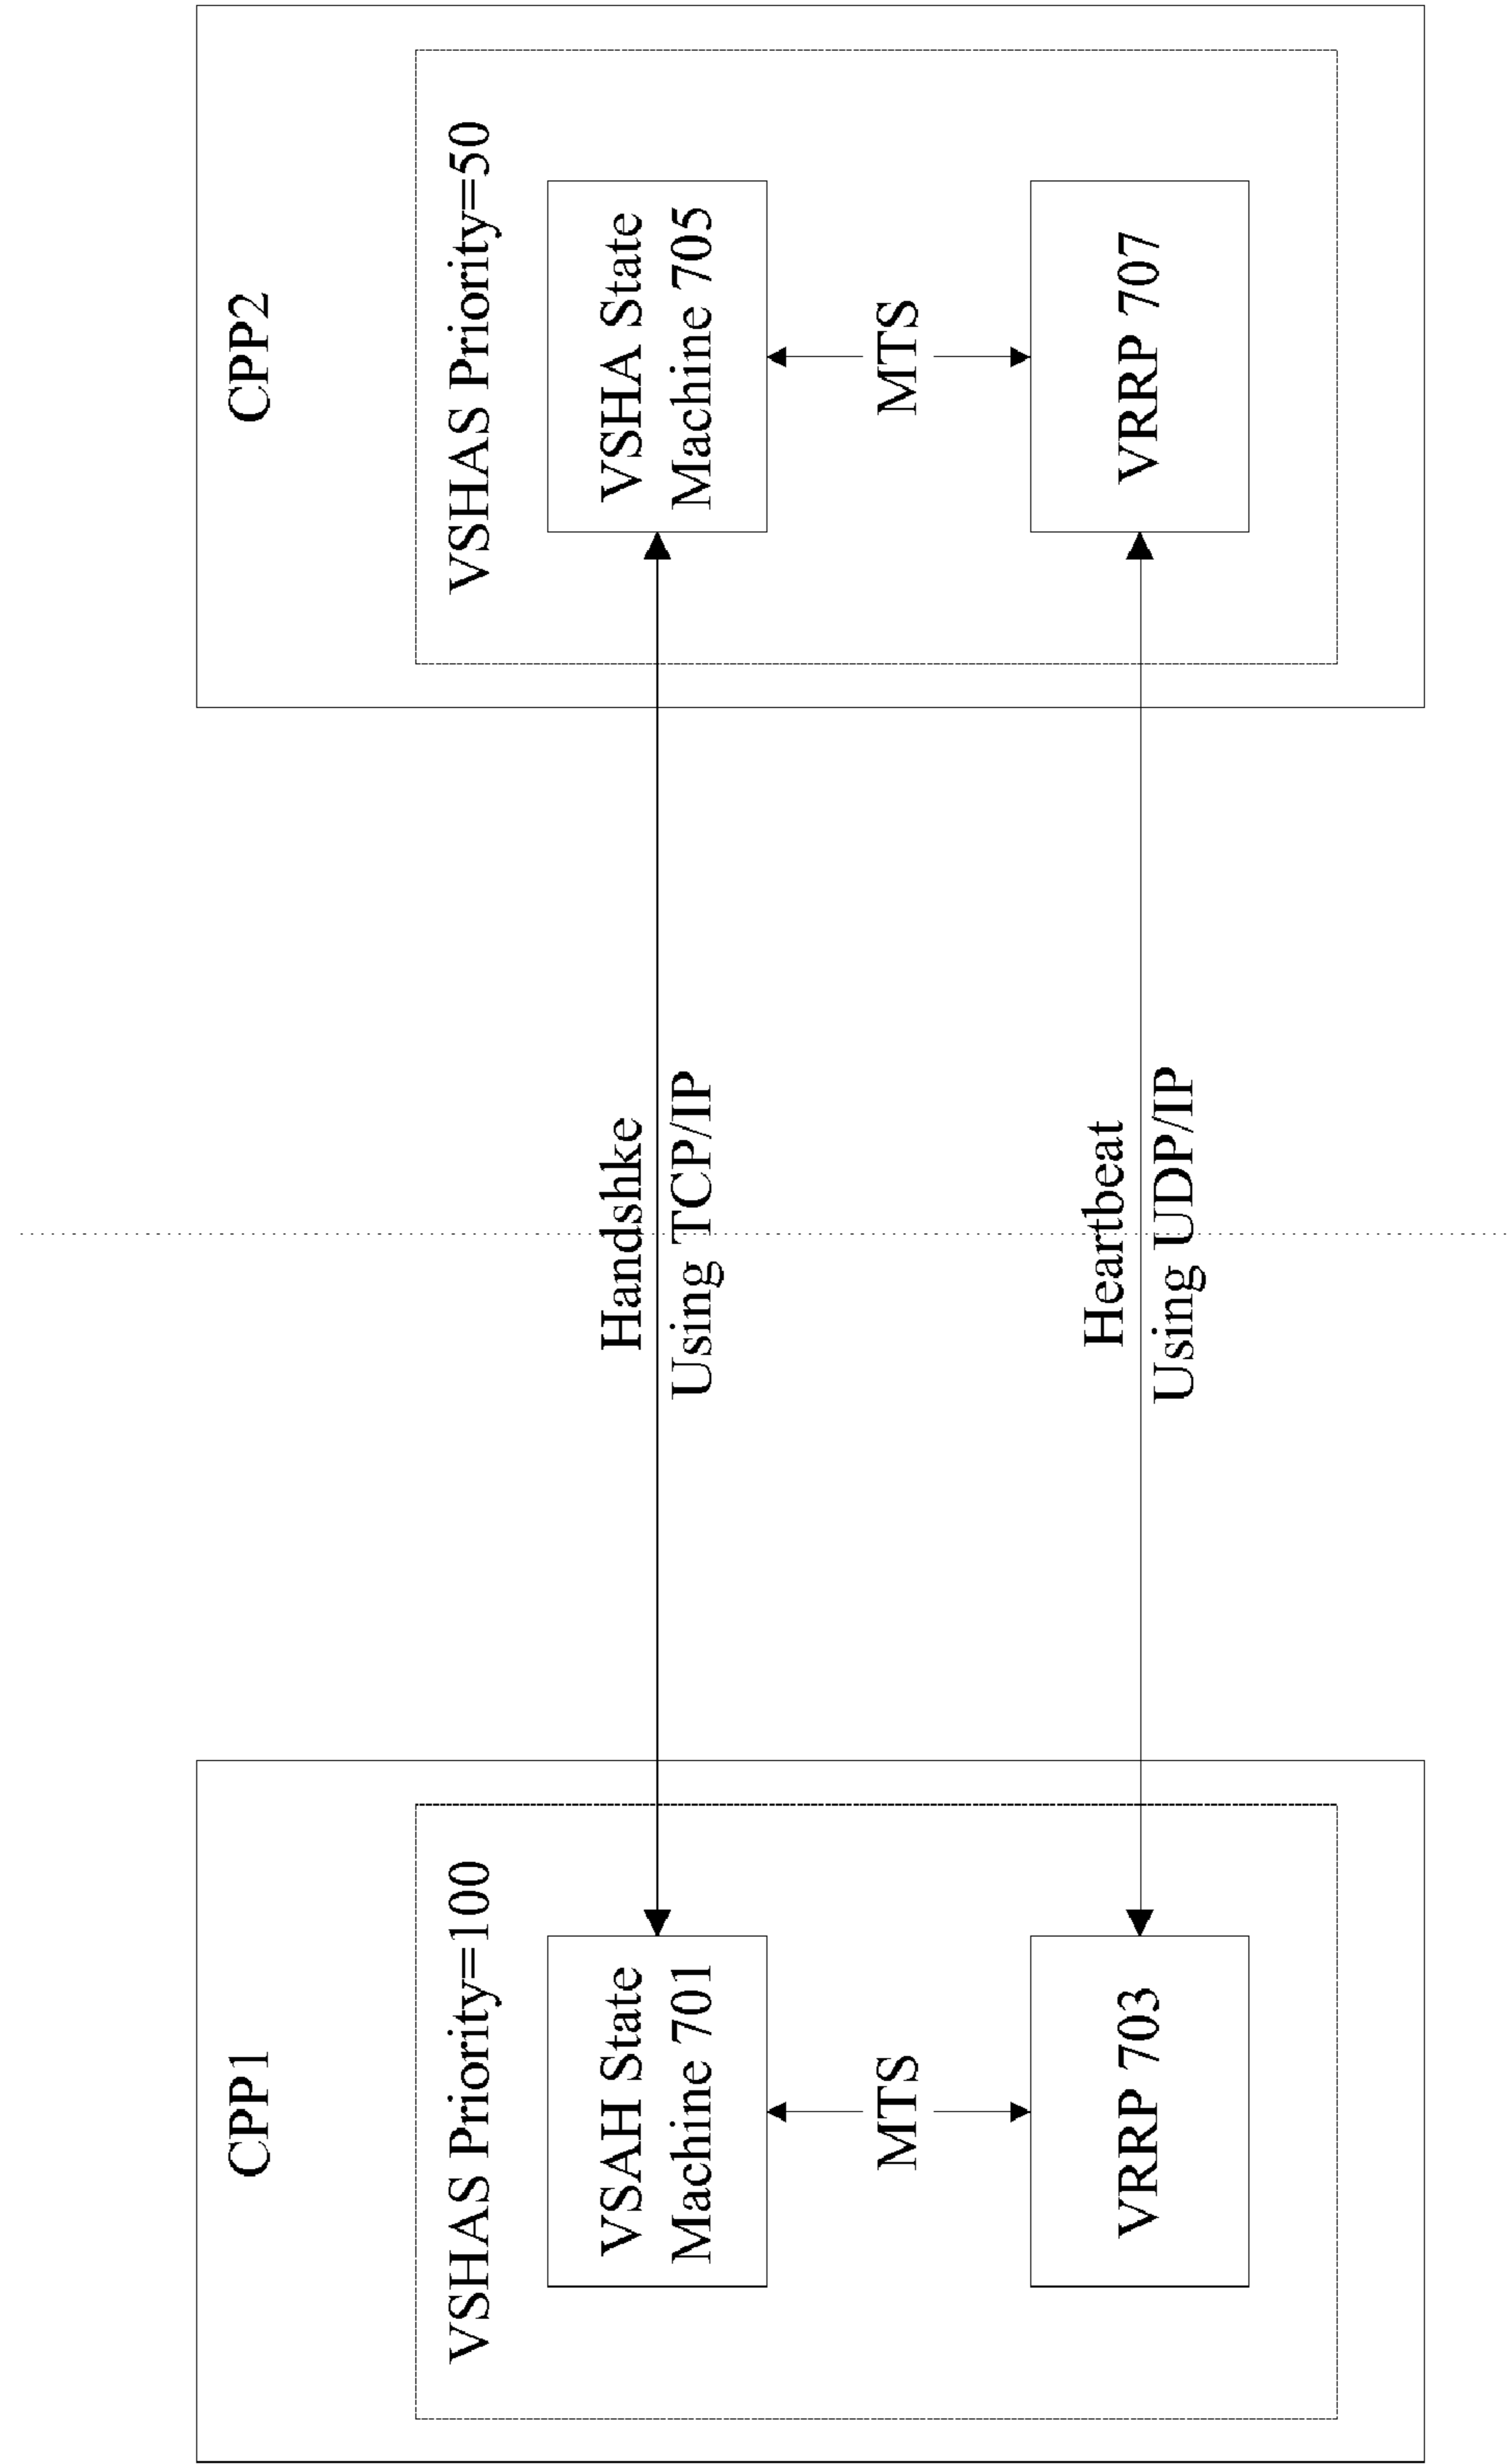 CPP1
VSHAS Priority=100
VSAH State
Machine 701
MTS
VRRP 703
Handshke
Using TCP/IP
Heartbeat
Using UDP/IP
CPP2
VSHAS Priority=50
VSHA State
Machine 705
MTS
VRRP 707